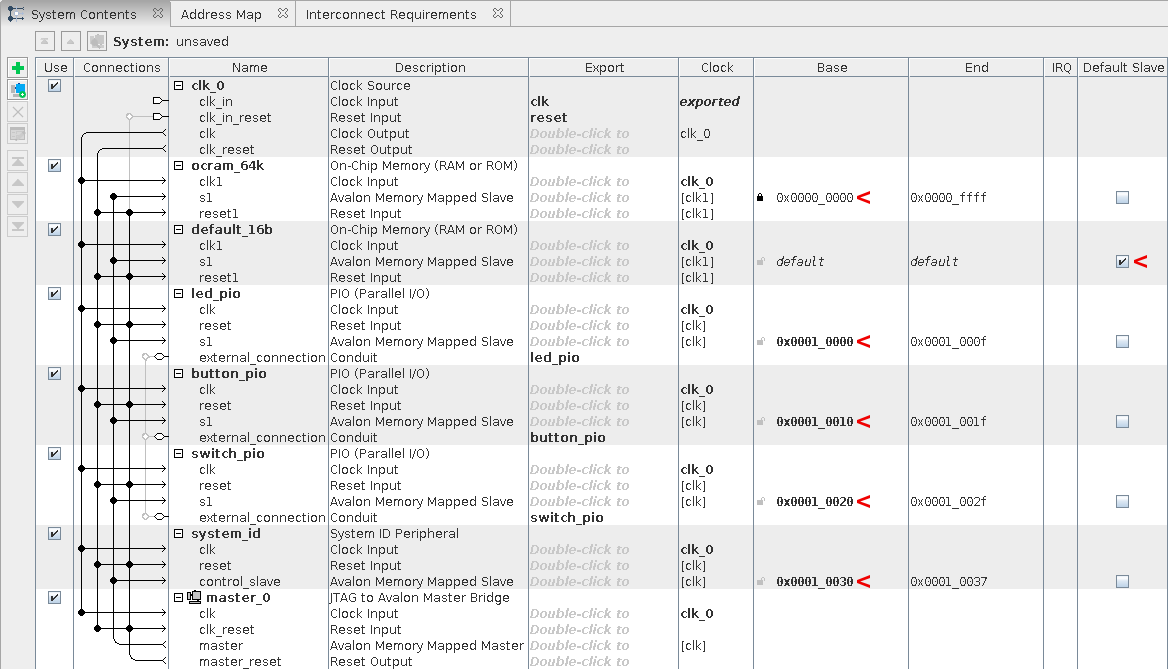 System Contents Address Map Interconnect Requirements
System: unsaved
Use Connections Name Description Export Clock Base End IRQ Default Slave
clk_0 Clock Source
clk_in Clock Input clk exported
clk_in_reset Reset Input reset
clk Clock Output Double-click to clk_0
clk_reset Reset Output Double-click to
ocram_64k On-Chip Memory (RAM or ROM)
clk1 Clock Input Double-click to clk_0
s1 Avalon Memory Mapped Slave Double-click to [clk1] 0x0000_0000 < 0x0000_ffff
reset1 Reset Input Double-click to [clk1]
default_16b On-Chip Memory (RAM or ROM)
clk1 Clock Input Double-click to clk_0
s1 Avalon Memory Mapped Slave Double-click to [clk1] default default <
reset1 Reset Input Double-click to [clk1]
led_pio PIO (Parallel I/O)
clk Clock Input Double-click to clk_0
reset Reset Input Double-click to [clk]
s1 Avalon Memory Mapped Slave Double-click to [clk] 0x0001_0000 < 0x0001_000f
external_connection Conduit led_pio
button_pio PIO (Parallel I/O)
clk Clock Input Double-click to clk_0
reset Reset Input Double-click to [clk]
s1 Avalon Memory Mapped Slave Double-click to [clk] 0x0001_0010 < 0x0001_001f
external_connection Conduit button_pio
switch_pio PIO (Parallel I/O)
clk Clock Input Double-click to clk_0
reset Reset Input Double-click to [clk]
s1 Avalon Memory Mapped Slave Double-click to [clk] 0x0001_0020 < 0x0001_002f
external_connection Conduit switch_pio
system_id System ID Peripheral
clk Clock Input Double-click to clk_0
reset Reset Input Double-click to [clk]
control_slave Avalon Memory Mapped Slave Double-click to [clk] 0x0001_0030 < 0x0001_0037
master_0 JTAG to Avalon Master Bridge
clk Clock Input Double-click to clk_0
clk_reset Reset Input Double-click to
master Avalon Memory Mapped Master Double-click to [clk]
master_reset Reset Output Double-click to